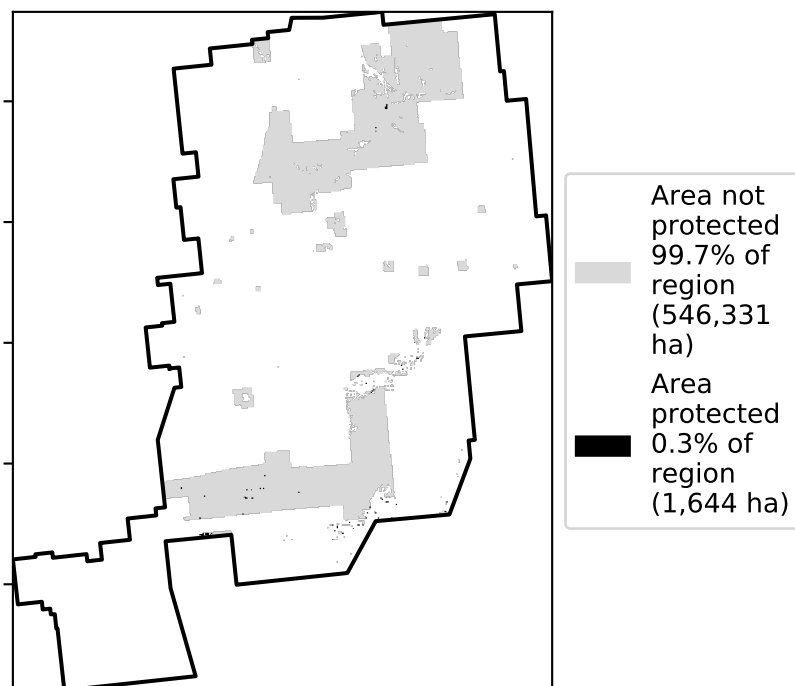 Area not
protected
99.7% of
region
(546,331
ha)
Area
protected
0.3% of
region
(1,644 ha)